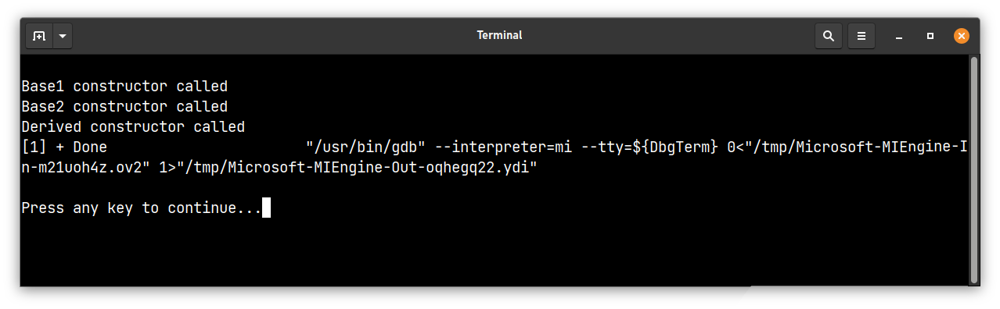 Terminal
Base1 constructor called
Base2 constructor called
Derived constructor called
[1] + Done                       "/usr/bin/gdb" --interpreter=mi --tty=${DbgTerm} 0<"/tmp/Microsoft-MIEngine-I
n-m21uoh4z.ov2" 1>"/tmp/Microsoft-MIEngine-Out-oqhegq22.ydi"
Press any key to continue...